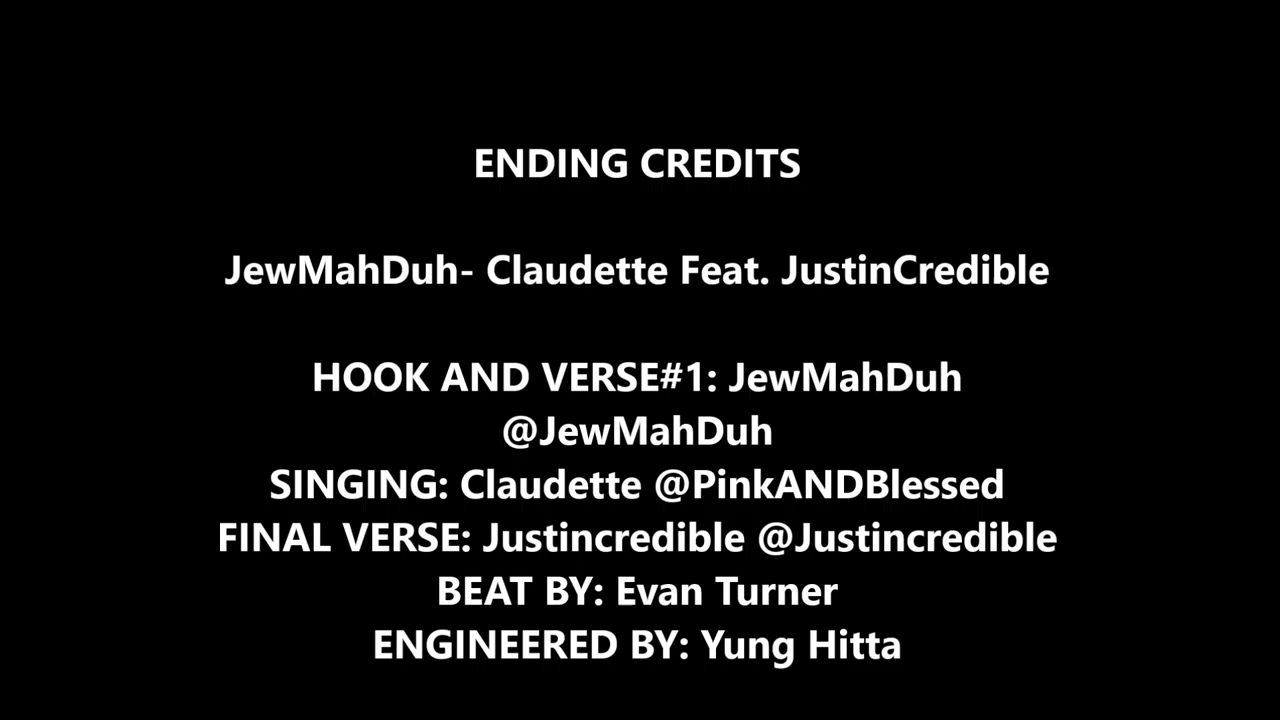 ENDING CREDITS
JewMahDuh- Claudette Feat. JustinCredible
HOOK AND VERSE#1: JewMahDuh
@JewMahDuh
SINGING: Claudette @PinkANDBlessed
FINAL VERSE: Justincredible @Justincredible
BEAT BY: Evan Turner
ENGINEERED BY: Yung Hitta